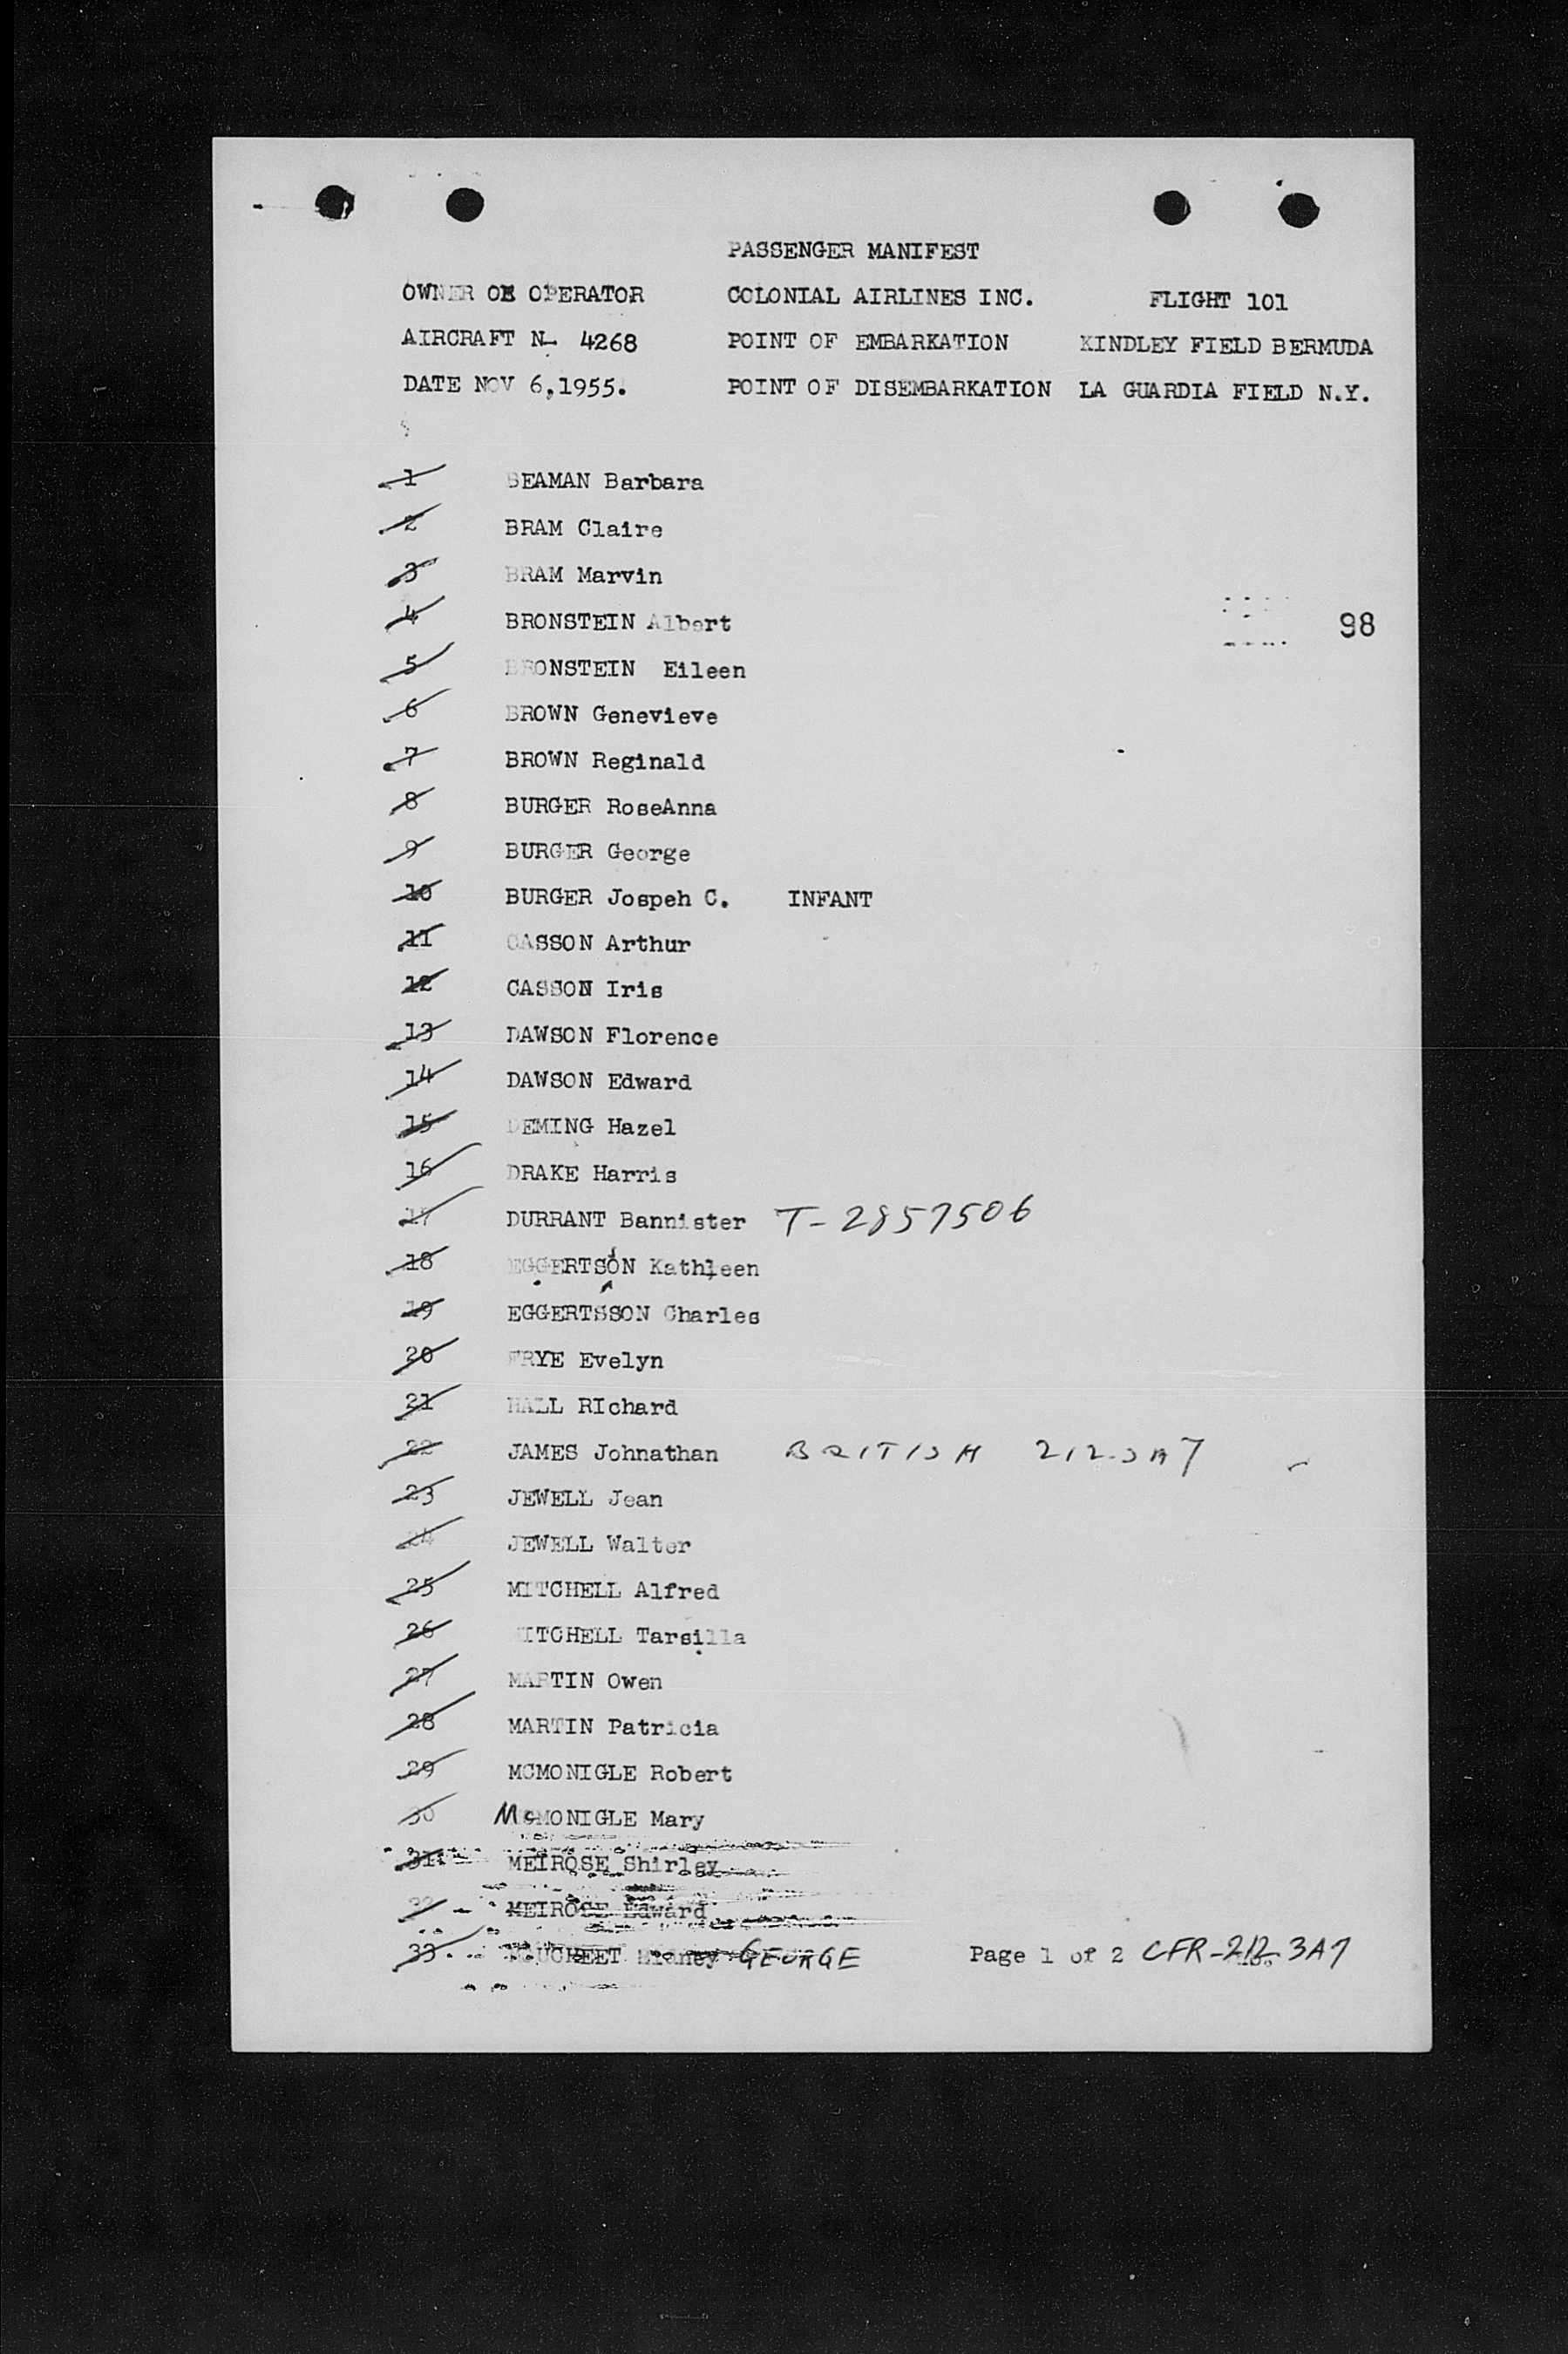 PASSENGER MANIFEST
OWNER OR OPERATOR COLONIAL AIRLINES INC. FLIGHT 101
AIRCRAFT N- 4268 POINT OF EMBARKATION KINDLEY FIELD BERMUDA
DATE NOV 6,1955. POINT OF DISEMBARKATION LA GUARDIA FIELD N.Y.
1 BEAMAN Barbara
2 BRAM Claire
3 BRAM Marvin
4 BRONSTEIN Albert
98
5 BRONSTEIN Eileen
6 BROWN Genevieve
7 BROWN Reginald
8 BURGER RoseAnna
9 BURGER George
10 BURGER Jospeh C. INFANT
11 CASSON Arthur
12 CASSON Iris
13 DAWSON Florence
14 DAWSON Edward
15 DEMING Hazel
16 DRAKE Harris
17 DURRANT Bannister T-2857506
18 EGGERTSON Kathleen
19 EGGERTSSON Charles
20 FRYE Evelyn
21 HALL RIchard
22 JAMES Johnathan BRITISH 212-3A7
23 JEWELL Jean
24 JEWELL Walter
25 MITCHELL Alfred
26 MITCHELL Tarsilla
27 MARTIN Owen
28 MARTIN Patricia
29 MCMONIGLE Robert
30 McMONIGLE Mary
31 MEIROSE Shirley
32 MEIROSE Edward
33 GEORGE Page 1 of 2 CFR-212-3A7